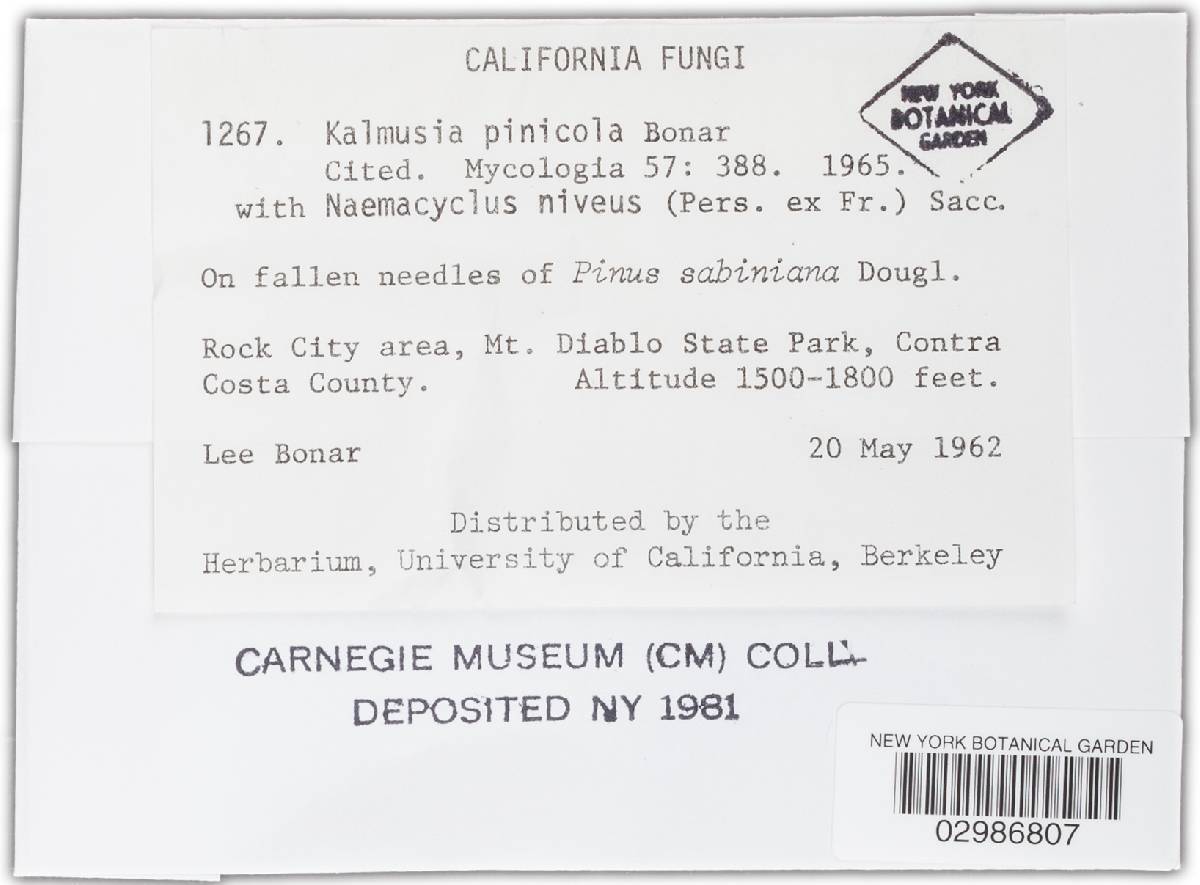 CALIFORNIA FUNGI
NEW YORK
BOTANICAL
GARDEN
1267. Kalmusia pinicola Bonar
Cited. Mycologia 57: 388. 1965.
with Naemacyclus niveus (Pers. ex Fr.) Sacc.
On fallen needles of Pinus sabiniana Dougl.
Rock City area, Mt. Diablo State Park, Contra
Costa County. Altitude 1500-1800 feet.
Lee Bonar 20 May 1962
Distributed by the
Herbarium, University of California, Berkeley
CARNEGIE MUSEUM (CM) COLL.
DEPOSITED NY 1981
NEW YORK BOTANICAL GARDEN
02986807